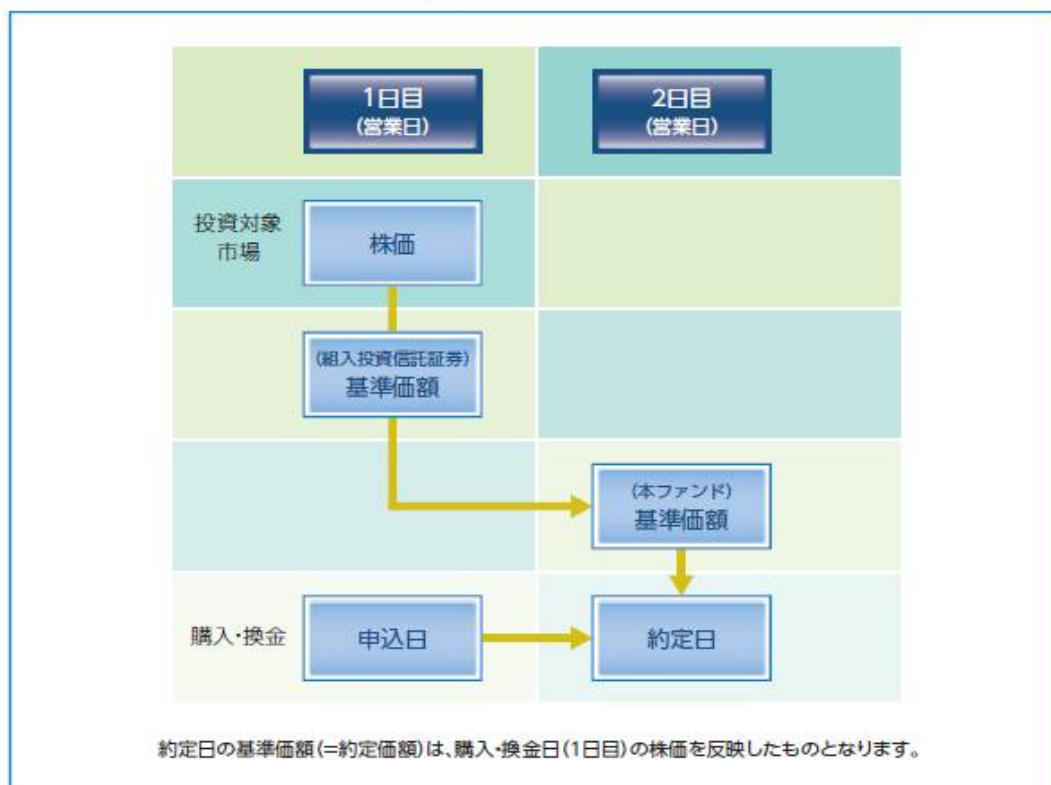 1日目
(営業日)
2日目
(営業日)
投資対象
市場
株価
(組入投資信託証券)
基準価額
(本ファンド)
基準価額
購入・換金
申込日
約定日
約定日の基準価額(=約定価額)は、購入・換金日(1日目)の株価を反映したものとなります。